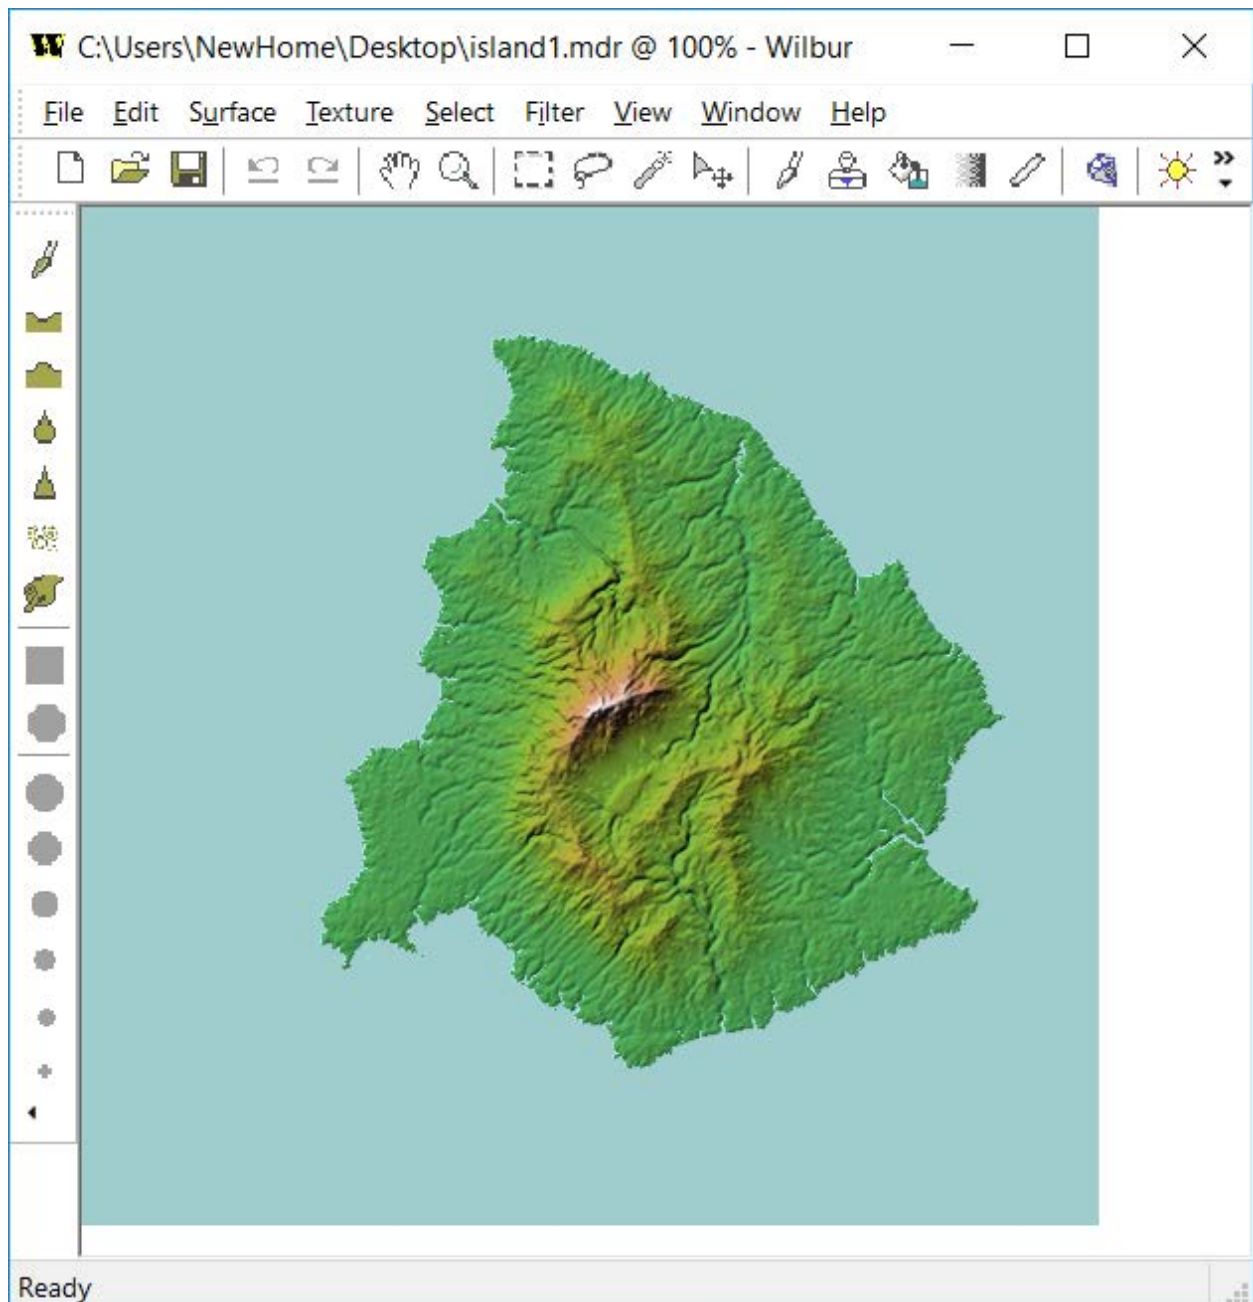 C:\Users\NewHome\Desktop\island1.mdr @ 100% - Wilbur
File Edit Surface Texture Select Filter View Window Help
Ready